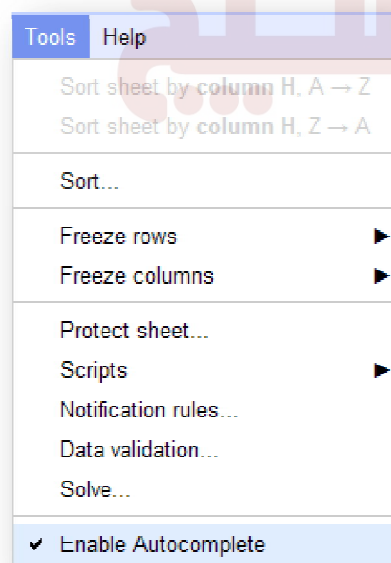 Tools Help
Sort sheet by column H, A → Z
Sort sheet by column H, Z → A
Sort...
Freeze rows ▶
Freeze columns ▶
Protect sheet...
Scripts ▶
Notification rules...
Data validation...
Solve...
✔ Enable Autocomplete